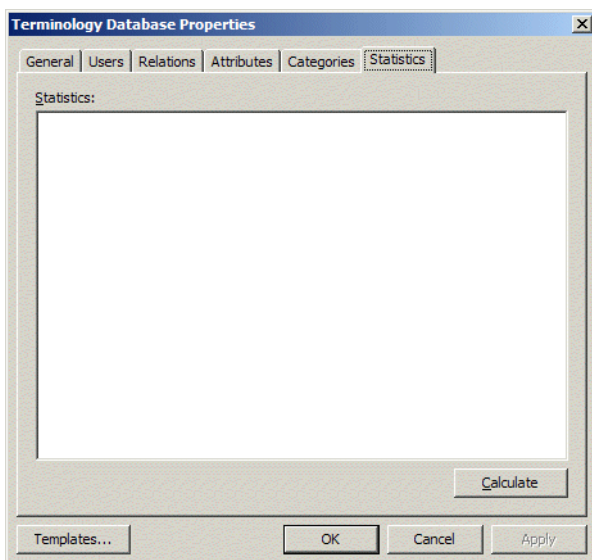 Terminology Database Properties
General Users Relations Attributes Categories Statistics
Statistics:
Calculate
Templates... OK Cancel Apply